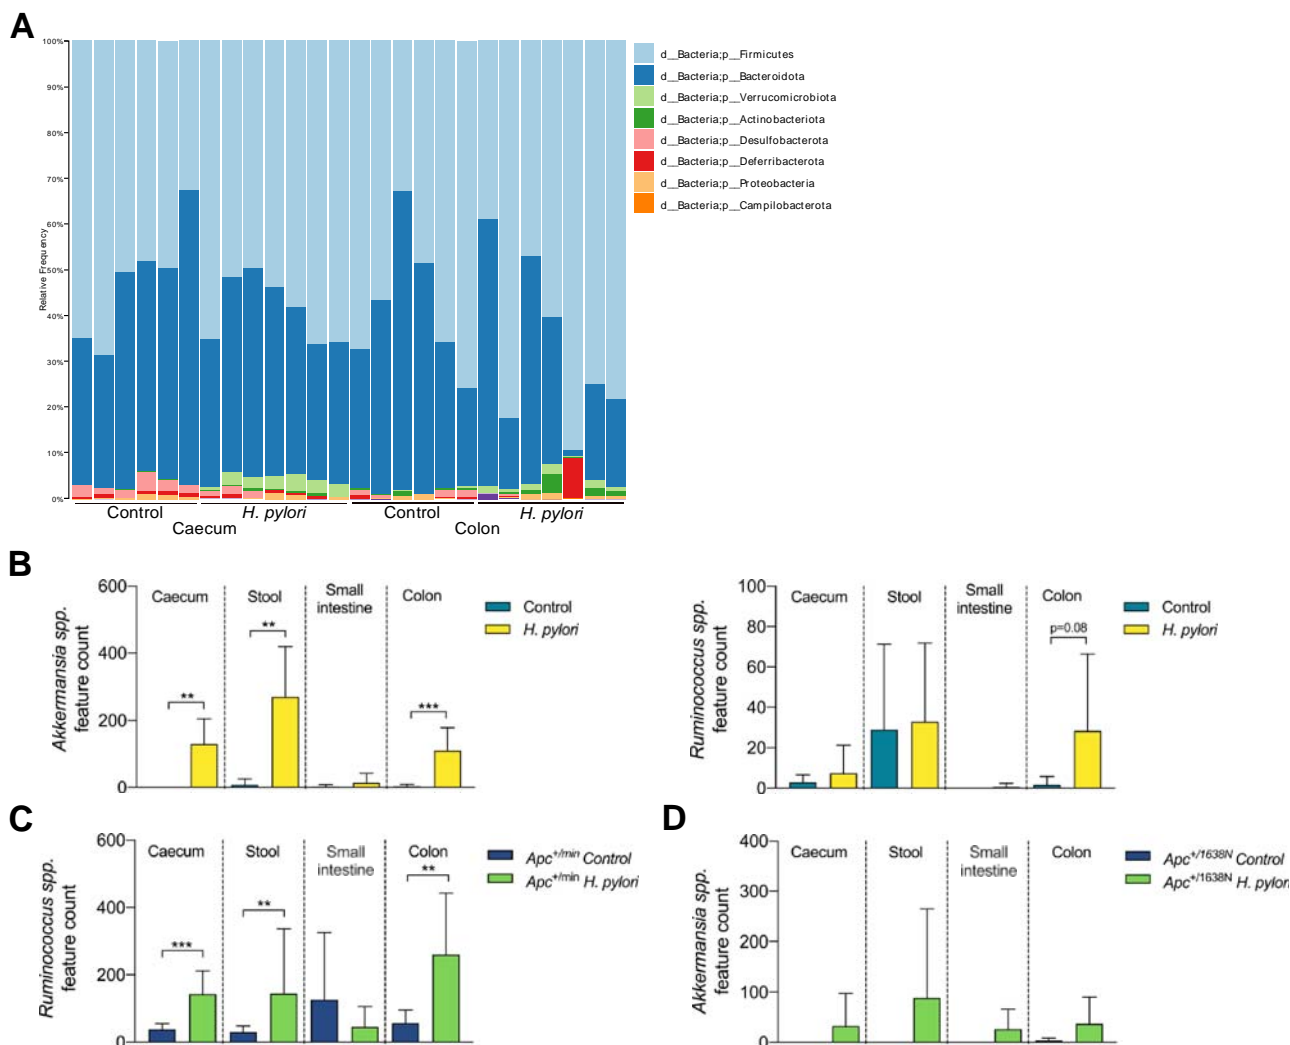 A
100%
90%
80%
70%
60%
50%
40%
30%
20%
10%
0%
Relative Frequency
d__Bacteria;p__Firmicutes
d__Bacteria;p__Bacteroidota
d__Bacteria;p__Verrucomicrobiota
d__Bacteria;p__Actinobacteriota
d__Bacteria;p__Desulfobacterota
d__Bacteria;p__Deferribacterota
d__Bacteria;p__Proteobacteria
d__Bacteria;p__Campilobacterota
Control H. pylori Control H. pylori
Caecum Colon
B
Akkermansia spp.
feature count
600
400
200
0
Caecum Stool Small
intestine Colon
** ** ***
Control
H. pylori
Ruminococcus spp.
feature count
100
80
60
40
20
0
Caecum Stool Small
intestine Colon
p=0.08
Control
H. pylori
C
Ruminococcus spp.
feature count
600
400
200
0
Caecum Stool Small
intestine Colon
*** ** **
Apc+/min Control
Apc+/min H. pylori
D
Akkermansia spp.
feature count
400
300
200
100
0
Caecum Stool Small
intestine Colon
Apc+/1638N Control
Apc+/1638N H. pylori